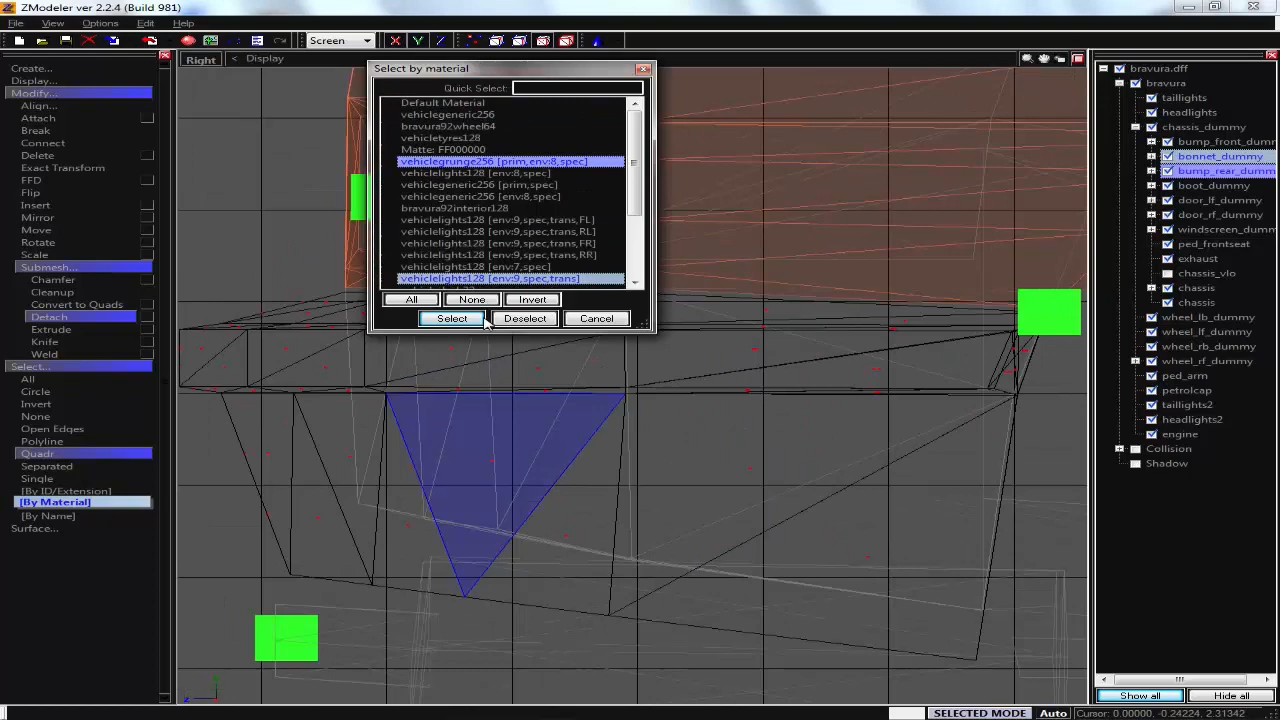 ZModeler ver 2.2.4 (Build 981)
File View Options Edit Help
Screen X Y Z
Create...
Display...
Modify...
Align...
Attach
Break
Connect
Delete
Exact Transform
FFD
Flip
Insert
Mirror
Move
Rotate
Scale
Submesh...
Chamfer
Cleanup
Convert to Quads
Detach
Extrude
Knife
Weld
Select...
All
Circle
Invert
None
Open Edges
Polyline
Quadr
Separated
Single
[By ID/Extension]
[By Material]
[By Name]
Surface...
Right < Display
Select by material
Quick Select:
Default Material
vehiclegeneric256
bravura92wheel64
vehicletyres128
Matte: FF000000
vehiclegrunge256 [prim,env:8,spec]
vehiclelights128 [env:8,spec]
vehiclegeneric256 [prim,spec]
vehiclegeneric256 [env:8,spec]
bravura92interior128
vehiclelights128 [env:9,spec,trans,FL]
vehiclelights128 [env:9,spec,trans,RL]
vehiclelights128 [env:9,spec,trans,FR]
vehiclelights128 [env:9,spec,trans,RR]
vehiclelights128 [env:7,spec]
vehiclelights128 [env:9,spec,trans]
All None Invert
Select Deselect Cancel
bravura.dff
bravura
taillights
headlights
chassis_dummy
bump_front_dumm
bonnet_dummy
bump_rear_dumm
boot_dummy
door_lf_dummy
door_rf_dummy
windscreen_dumm
ped_frontseat
exhaust
chassis_vlo
chassis
chassis
wheel_lb_dummy
wheel_lf_dummy
wheel_rb_dummy
wheel_rf_dummy
ped_arm
petrolcap
taillights2
headlights2
engine
Collision
Shadow
Show all Hide all
SELECTED MODE Auto Cursor: 0.00000, -0.24224, 2.31342